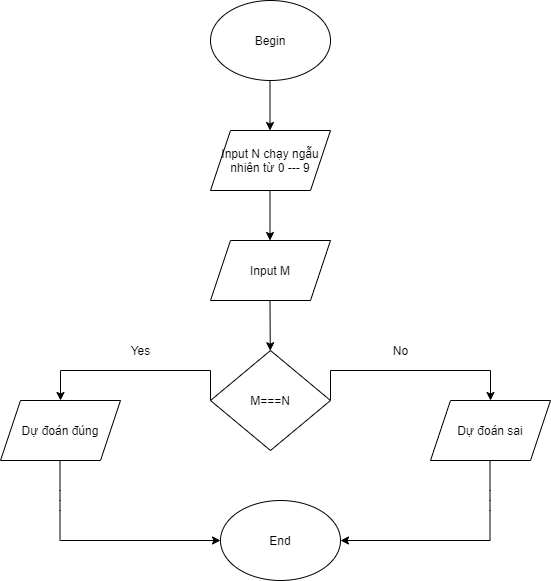 Begin
Input N chạy ngẫu
nhiên từ 0 --- 9
Input M
Yes
No
M===N
Dự đoán đúng
Dự đoán sai
End